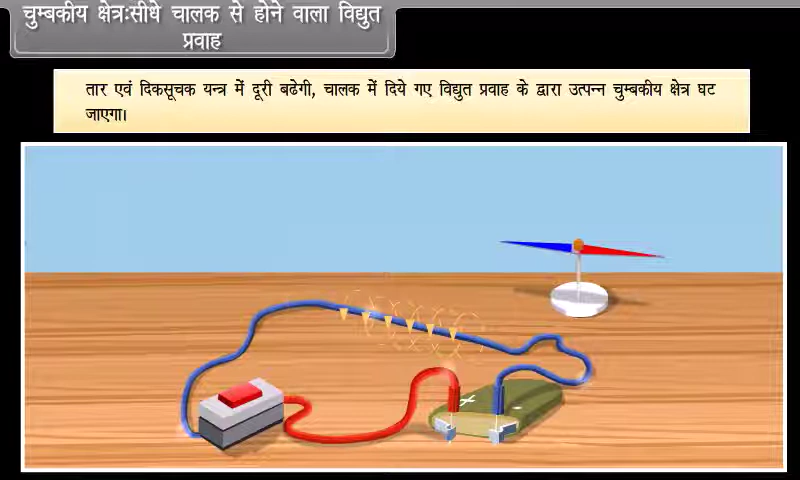 चुम्बकीय क्षेत्र:सीधे चालक से होने वाला विद्युत
प्रवाह
तार एवं दिकसूचक यन्त्र में दूरी बढेगी, चालक में दिये गए विद्युत प्रवाह के द्वारा उत्पन्न चुम्बकीय क्षेत्र घट
जाएगा।
+
-